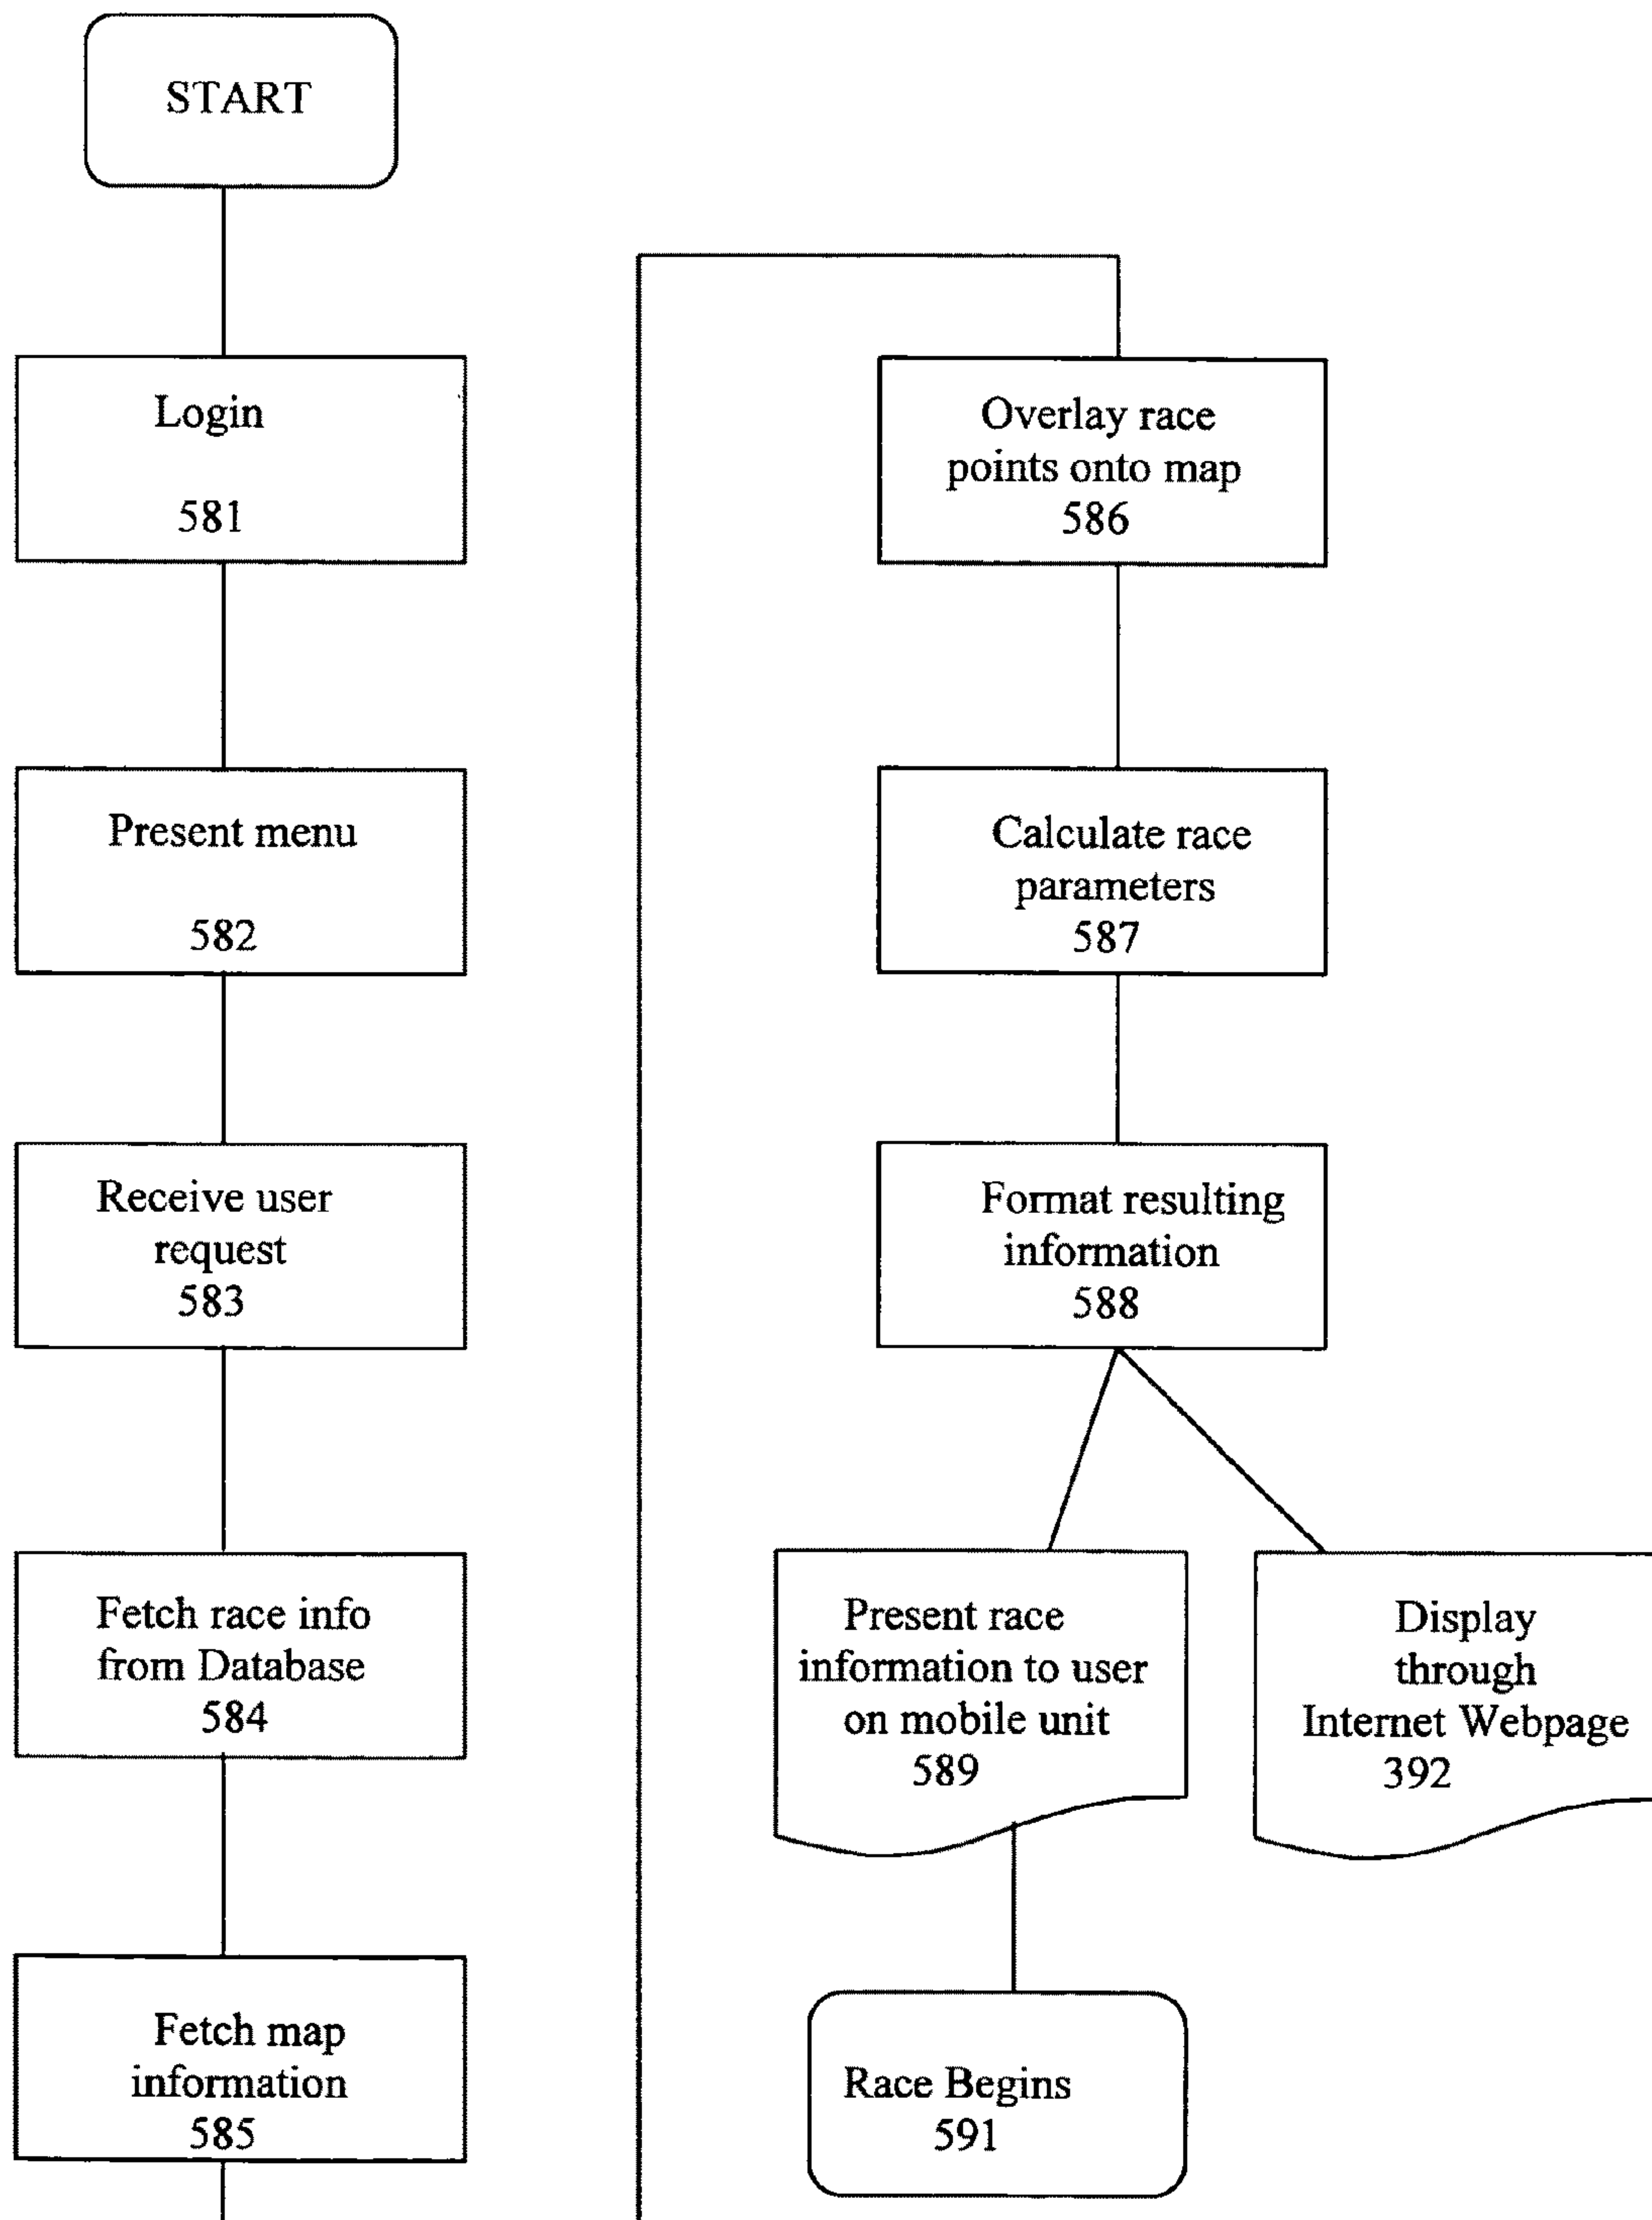 START
Login
581
Present menu
582
Receive user
request
583
Fetch race info
from Database
584
Fetch map
information
585
Overlay race
points onto map
586
Calculate race
parameters
587
Format resulting
information
588
Present race
information to user
on mobile unit
589
Display
through
Internet Webpage
392
Race Begins
591